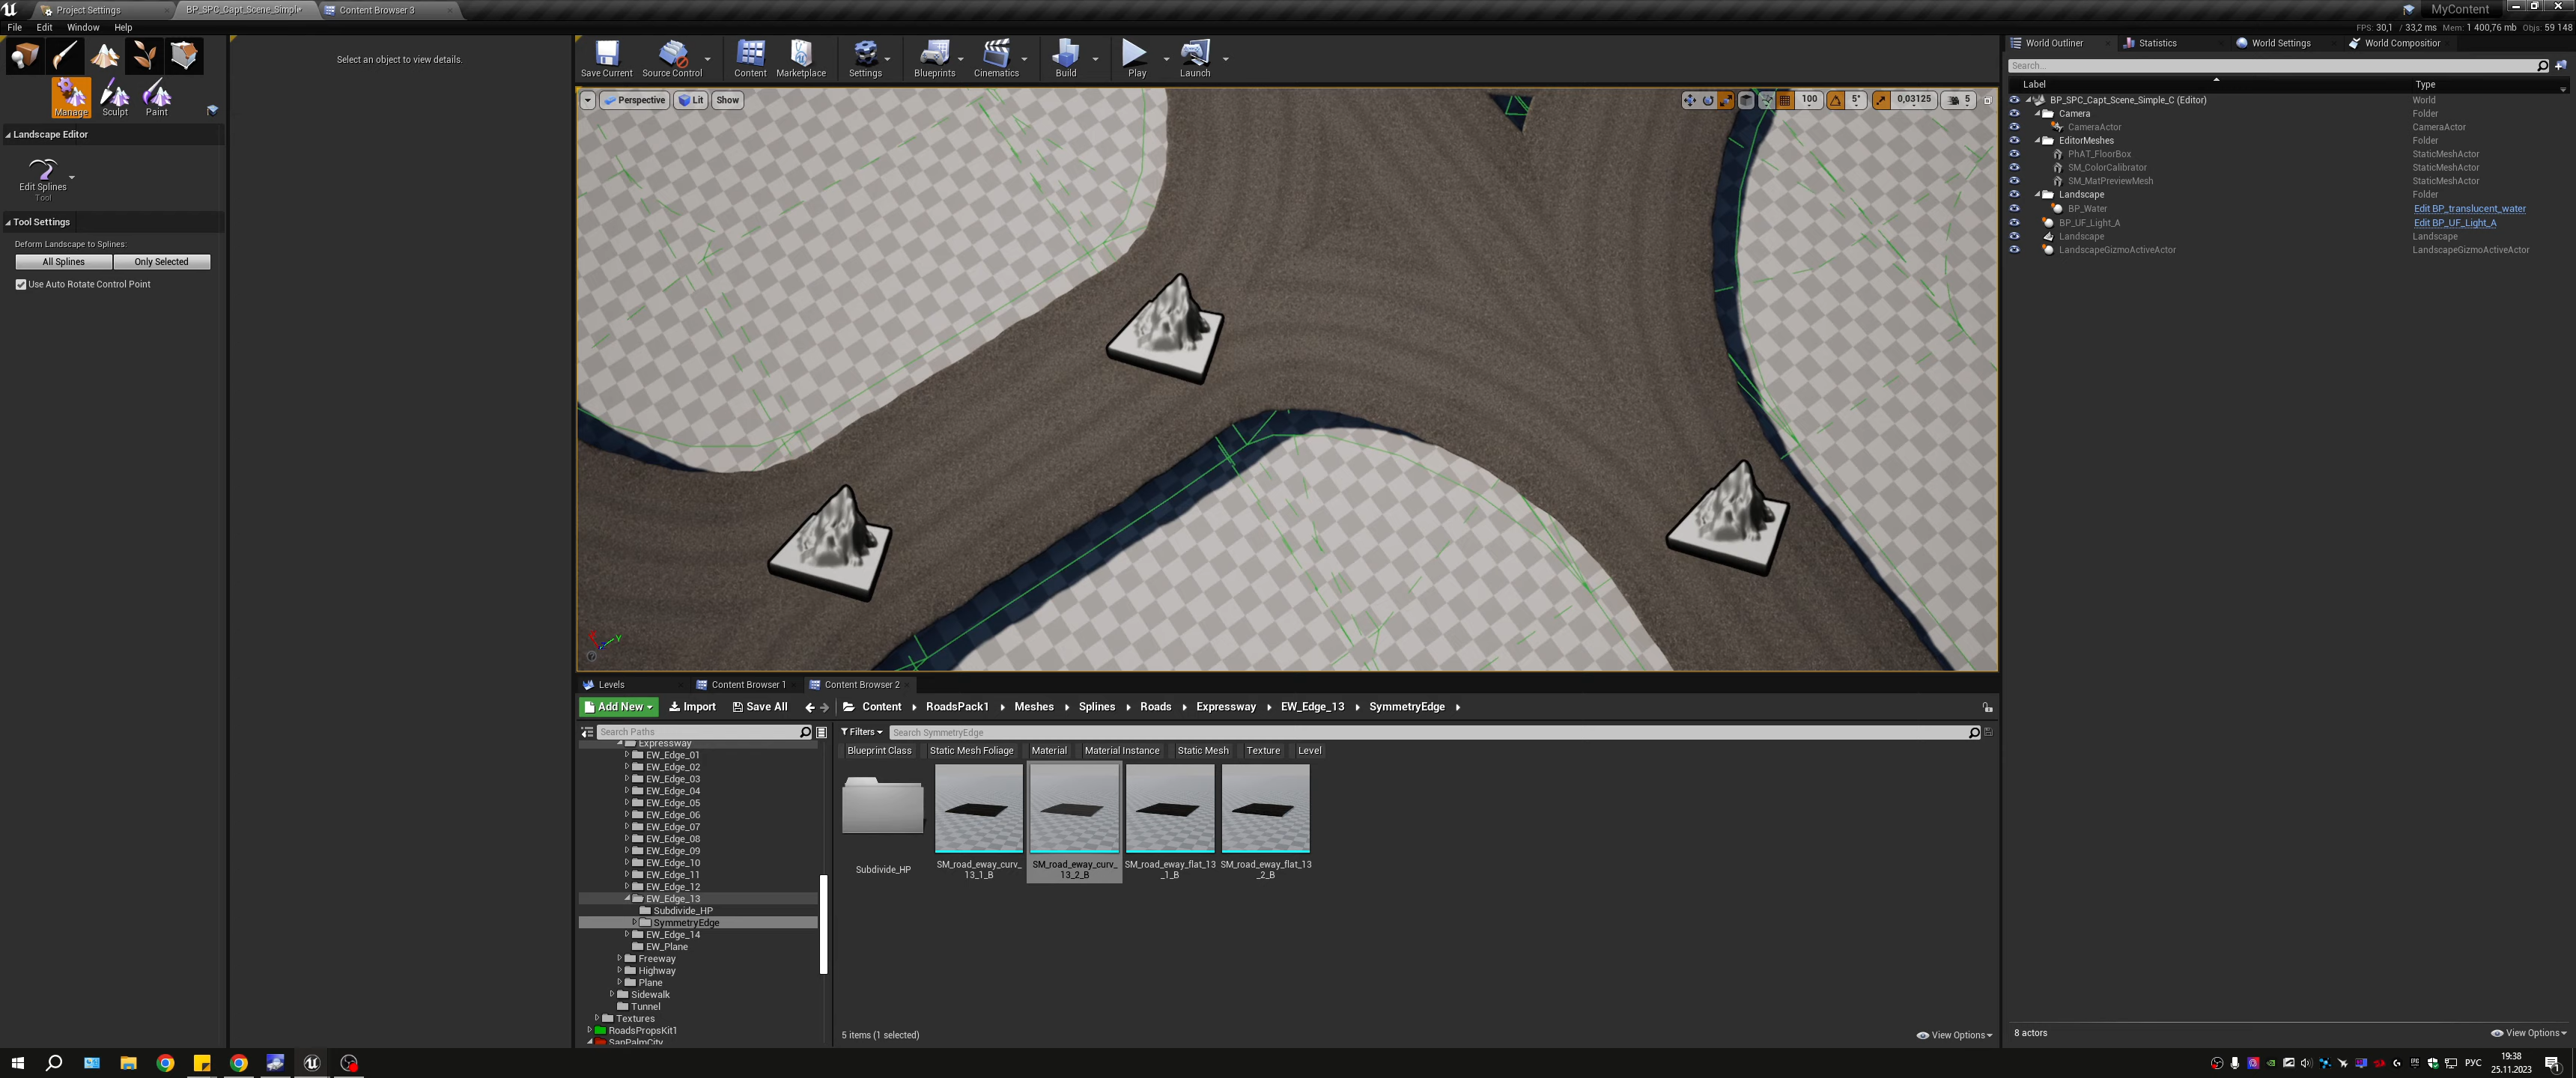 Project Settings
BP_SPC_Capt_Scene_Simple•
Content Browser 3
MyContent
File Edit Window Help
FPS: 30,1 / 33,2 ms Mem: 1 400,76 mb Objs: 59 148
Manage Sculpt Paint
Landscape Editor
Edit Splines
Tool
Tool Settings
Deform Landscape to Splines:
All Splines Only Selected
Use Auto Rotate Control Point
Select an object to view details.
Save Current Source Control Content Marketplace Settings Blueprints Cinematics Build Play Launch
Perspective Lit Show
100 5° 0,03125 5
Y
Levels Content Browser 1 Content Browser 2
Add New Import Save All Content RoadsPack1 Meshes Splines Roads Expressway EW_Edge_13 SymmetryEdge
Search Paths
Filters Search SymmetryEdge
Blueprint Class Static Mesh Foliage Material Material Instance Static Mesh Texture Level
Expressway
EW_Edge_01
EW_Edge_02
EW_Edge_03
EW_Edge_04
EW_Edge_05
EW_Edge_06
EW_Edge_07
EW_Edge_08
EW_Edge_09
EW_Edge_10
EW_Edge_11
EW_Edge_12
EW_Edge_13
Subdivide_HP
SymmetryEdge
EW_Edge_14
EW_Plane
Freeway
Highway
Plane
Sidewalk
Tunnel
Textures
RoadsPropsKit1
SanPalmCity
Subdivide_HP
SM_road_eway_curv_
13_1_B
SM_road_eway_curv_
13_2_B
SM_road_eway_flat_13
_1_B
SM_road_eway_flat_13
_2_B
5 items (1 selected)
View Options
World Outliner Statistics World Settings World Compositior
Search...
Label Type
BP_SPC_Capt_Scene_Simple_C (Editor) World
Camera Folder
CameraActor CameraActor
EditorMeshes Folder
PhAT_FloorBox StaticMeshActor
SM_ColorCalibrator StaticMeshActor
SM_MatPreviewMesh StaticMeshActor
Landscape Folder
BP_Water Edit BP_translucent_water
BP_UF_Light_A Edit BP_UF_Light_A
Landscape Landscape
LandscapeGizmoActiveActor LandscapeGizmoActiveActor
8 actors
View Options
РУС
19:38
25.11.2023